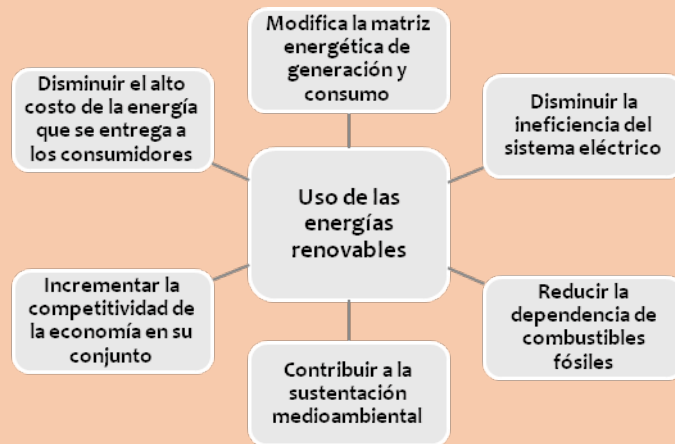 Modifica la matriz
energética de
generación y
consumo
Disminuir el alto
costo de la energía
que se entrega a
los consumidores
Disminuir la
ineficiencia del
sistema eléctrico
Uso de las
energías
renovables
Incrementar la
competitividad de
la economía en su
conjunto
Reducir la
dependencia de
combustibles
fósiles
Contribuir a la
sustentación
medioambiental